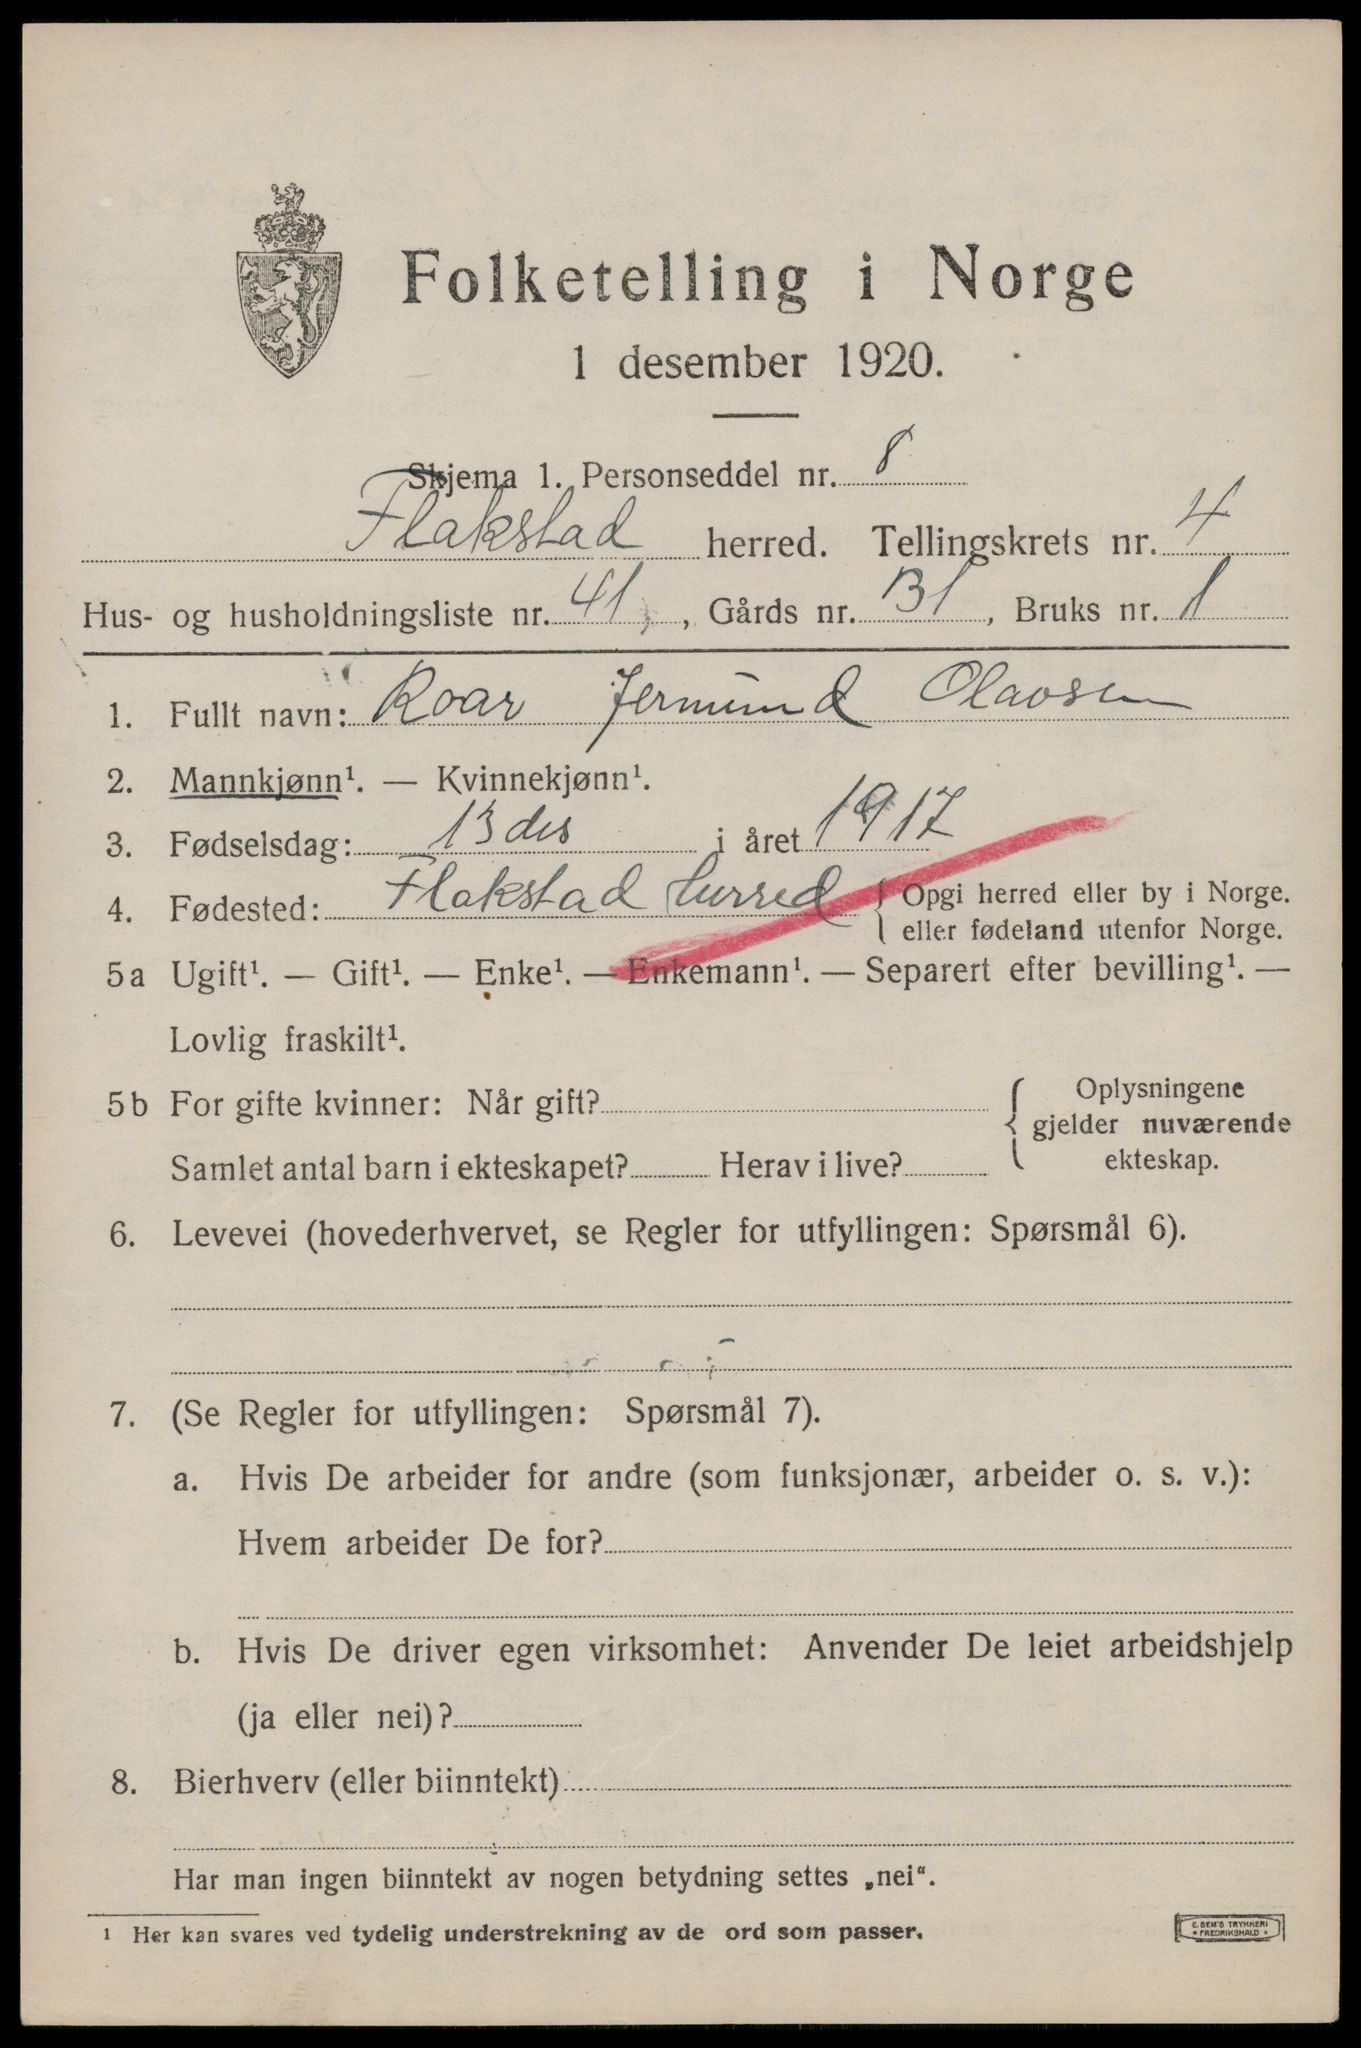 Folketelling i Norge
1 desember 1920.
Skjema 1. Personseddel nr. 8
Flakstad herred. Tellingskrets nr. 4
Hus- og husholdningsliste nr. 41, Gårds nr. 31, Bruks nr. 1
1. Fullt navn: Roar Jermund Olavsen
2. Mannkjønn¹. — Kvinnekjønn¹.
3. Fødselsdag: 13 des i året 1917
4. Fødested: Flakstad herred { Opgi herred eller by i Norge.
eller fødeland utenfor Norge.
5a Ugift¹. — Gift¹. — Enke¹. — Enkemann¹. — Separert efter bevilling¹. —
Lovlig fraskilt¹.
5b For gifte kvinner: Når gift? { Oplysningene
gjelder nuværende
Samlet antal barn i ekteskapet? Herav i live? ekteskap.
6. Levevei (hovederhvervet, se Regler for utfyllingen: Spørsmål 6).
7. (Se Regler for utfyllingen: Spørsmål 7).
a. Hvis De arbeider for andre (som funksjonær, arbeider o. s. v.):
Hvem arbeider De for?
b. Hvis De driver egen virksomhet: Anvender De leiet arbeidshjelp
(ja eller nei)?
8. Bierhverv (eller biinntekt)
Har man ingen biinntekt av nogen betydning settes „nei“.
1 Her kan svares ved tydelig understrekning av de ord som passer.
E. SEM'S TRYKKERI
FREDRIKSHALD